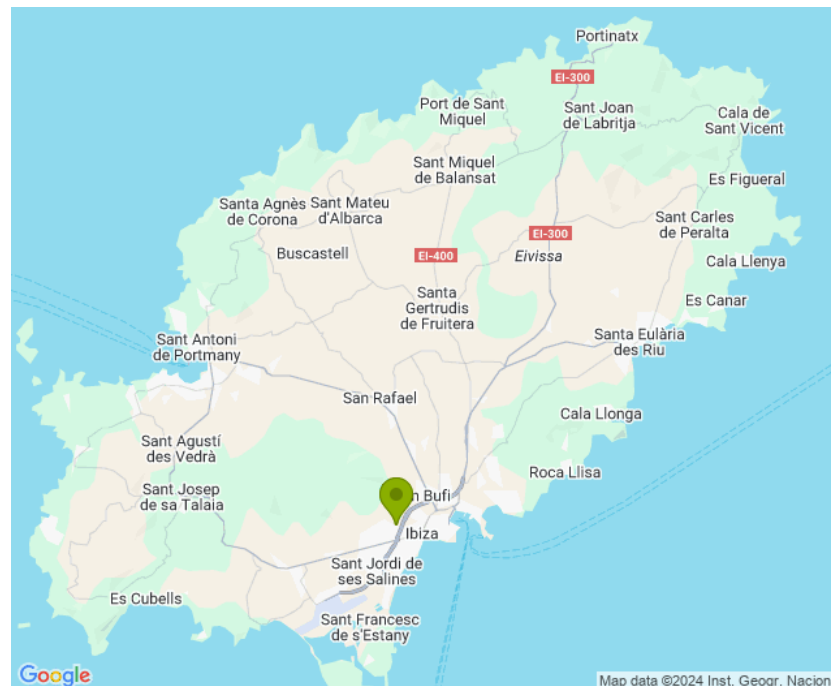 Portinatx
EI-300
Port de Sant
Miquel
Sant Joan
de Labritja
Cala de
Sant Vicent
Sant Miquel
de Balansat
Es Figueral
Santa Agnès
de Corona
Sant Mateu
d'Albarca
Sant Carles
de Peralta
EI-300
Buscastell
EI-400
Eivissa
Cala Llenya
Santa
Gertrudis
de Fruitera
Es Canar
Sant Antoni
de Portmany
Santa Eulària
des Riu
San Rafael
Cala Llonga
Sant Agustí
des Vedrà
Roca Llisa
Sant Josep
de sa Talaia
Bufi
Ibiza
Sant Jordi de
ses Salines
Es Cubells
Sant Francesc
de s'Estany
Google
Map data ©2024 Inst. Geogr. Nacion